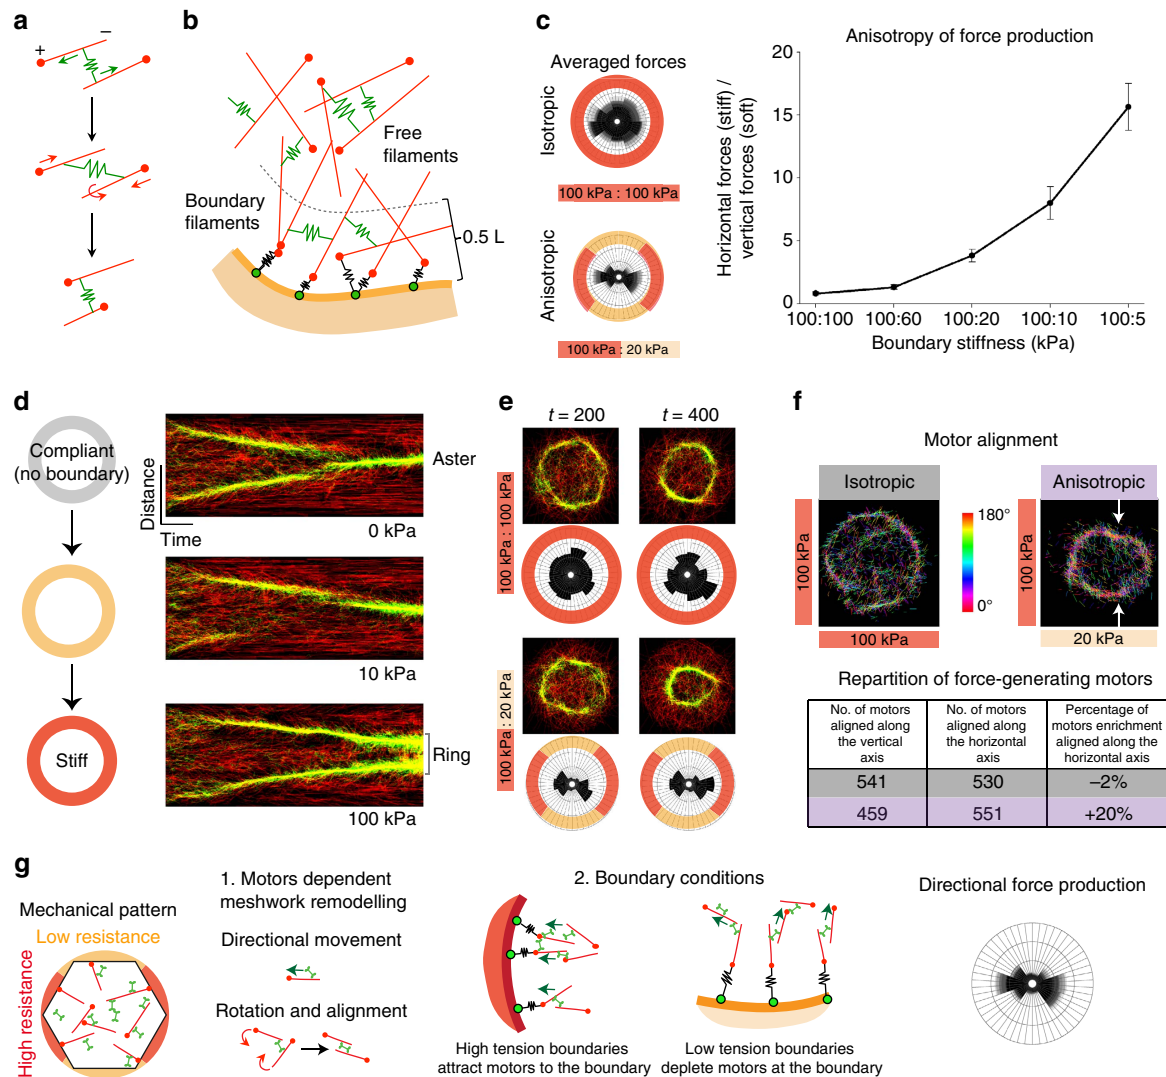 a
+
−
b
Free
filaments
Boundary
filaments
0.5 L
c
Averaged forces
Isotropic
100 kPa : 100 kPa
Anisotropic
100 kPa : 20 kPa
Anisotropy of force production
Horizontal forces (stiff) /
vertical forces (soft)
20
15
10
5
0
100:100
100:60
100:20
100:10
100:5
Boundary stiffness (kPa)
d
Compliant
(no boundary)
Stiff
Distance
Time
Aster
0 kPa
10 kPa
Ring
100 kPa
e
t = 200
t = 400
100 kPa : 100 kPa
100 kPa : 20 kPa
f
Motor alignment
Isotropic
Anisotropic
100 kPa
100 kPa
180°
0°
100 kPa
20 kPa
Repartition of force-generating motors
No. of motors
aligned along
the vertical
axis
No. of motors
aligned along
the horizontal
axis
Percentage of
motors enrichment
aligned along the
horizontal axis
541
530
–2%
459
551
+20%
g
Mechanical pattern
Low resistance
High resistance
1. Motors dependent
meshwork remodelling
Directional movement
Rotation and alignment
2. Boundary conditions
High tension boundaries
attract motors to the boundary
Low tension boundaries
deplete motors at the boundary
Directional force production